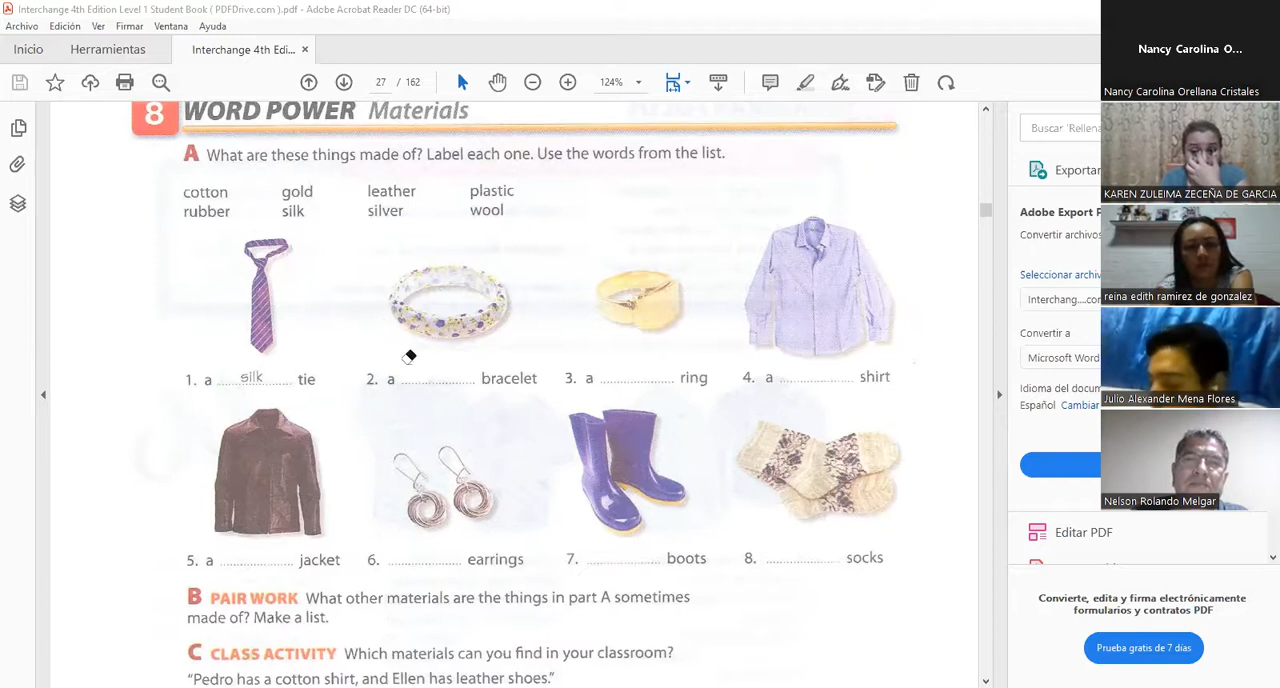 Interchange 4th Edition Level 1 Student Book ( PDFDrive.com ).pdf - Adobe Acrobat Reader DC (64-bit)
Archivo Edición Ver Firmar Ventana Ayuda
Inicio Herramientas Interchange 4th Edi... ×
27 / 162 124%
8 WORD POWER Materials
A What are these things made of? Label each one. Use the words from the list.
cotton gold leather plastic
rubber silk silver wool
1. a silk tie 2. a .................... bracelet 3. a .................... ring 4. a .................... shirt
5. a .................... jacket 6. .................... earrings 7. .................... boots 8. .................... socks
B PAIR WORK What other materials are the things in part A sometimes
made of? Make a list.
C CLASS ACTIVITY Which materials can you find in your classroom?
"Pedro has a cotton shirt, and Ellen has leather shoes."
Buscar 'Rellena
Exportar
Adobe Export P
Convertir archivos
Seleccionar archiv
Interchang....co
Convertir a
Microsoft Word
Idioma del docum
Español Cambiar
Editar PDF
Convierte, edita y firma electrónicamente
formularios y contratos PDF
Prueba gratis de 7 días
Nancy Carolina O...
Nancy Carolina Orellana Cristales
KAREN ZULEIMA ZECEÑA DE GARCIA
reina edith ramirez de gonzalez
Julio Alexander Mena Flores
Nelson Rolando Melgar